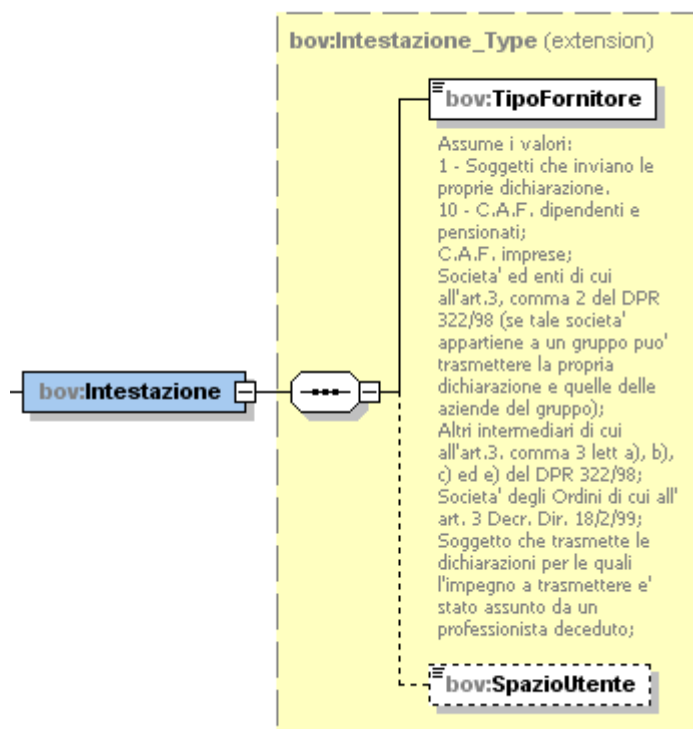 bov:Intestazione_Type (extension)
bov:TipoFornitore
Assume i valori:
1 - Soggetti che inviano le
proprie dichiarazione.
10 - C.A.F. dipendenti e
pensionati;
C.A.F. imprese;
Societa' ed enti di cui
all'art.3, comma 2 del DPR
322/98 (se tale societa'
appartiene a un gruppo puo'
trasmettere la propria
dichiarazione e quelle delle
aziende del gruppo);
Altri intermediari di cui
all'art.3. comma 3 lett a), b),
c) ed e) del DPR 322/98;
Societa' degli Ordini di cui all'
art. 3 Decr. Dir. 18/2/99;
Soggetto che trasmette le
dichiarazioni per le quali
l'impegno a trasmettere e'
stato assunto da un
professionista deceduto;
bov:Intestazione
bov:SpazioUtente